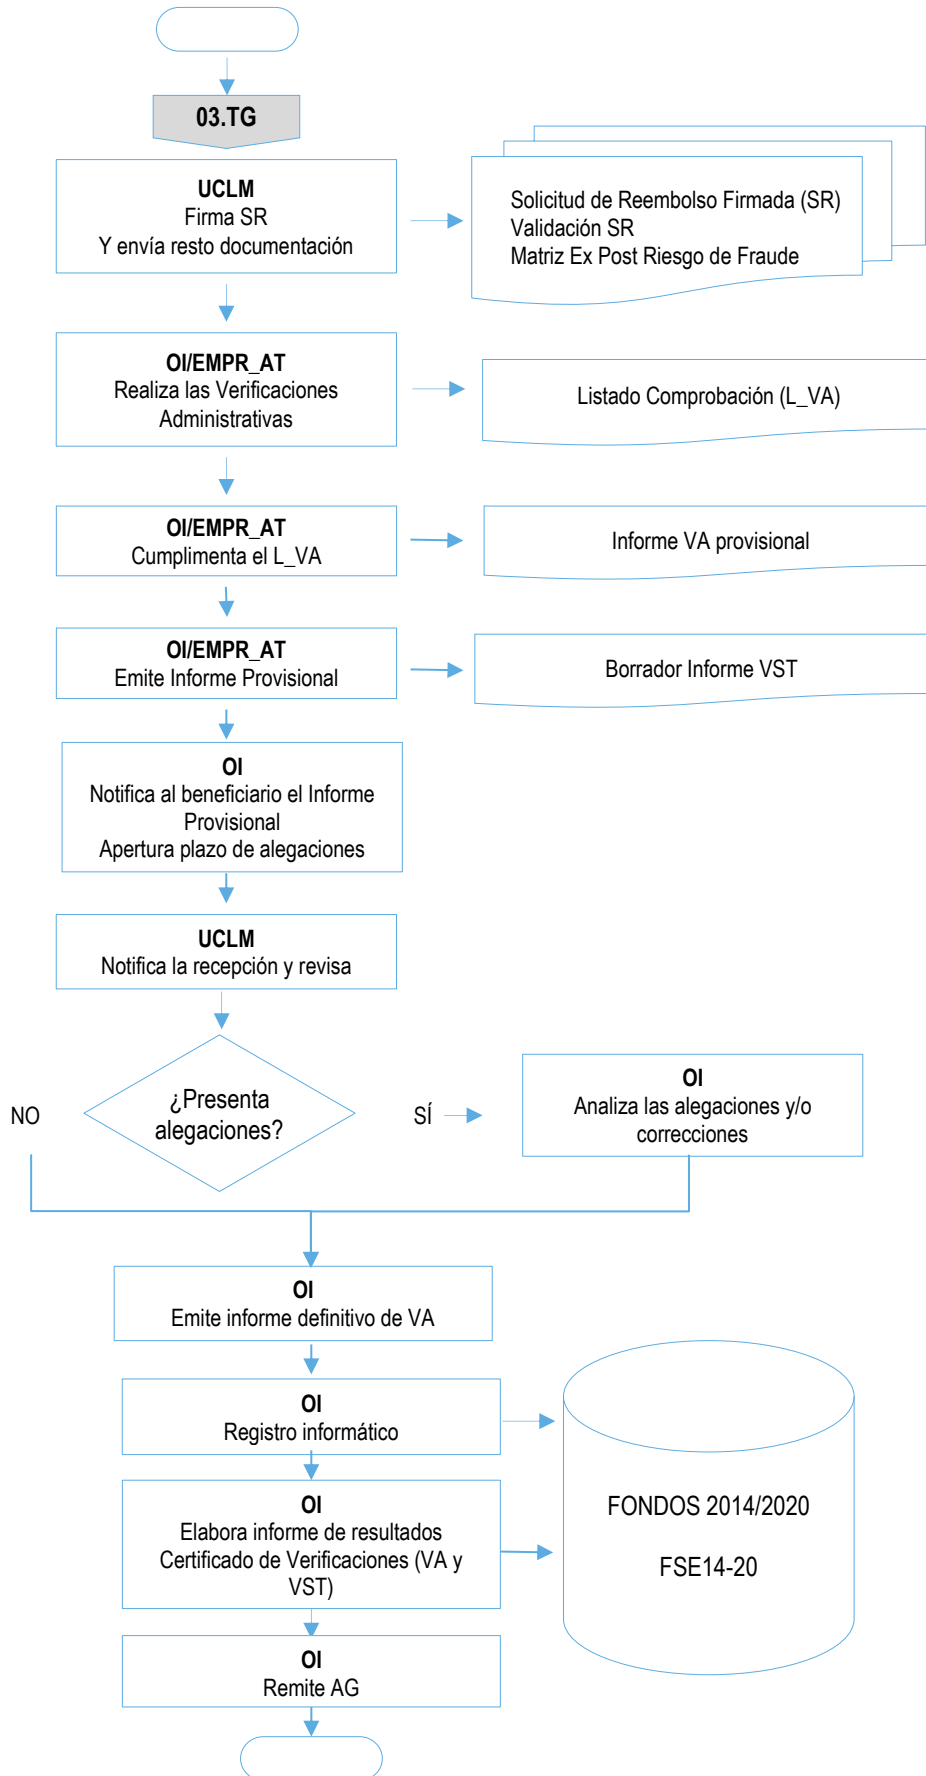 03.TG
UCLM
Firma SR
Y envía resto documentación
Solicitud de Reembolso Firmada (SR)
Validación SR
Matriz Ex Post Riesgo de Fraude
OI/EMPR_AT
Realiza las Verificaciones
Administrativas
Listado Comprobación (L_VA)
OI/EMPR_AT
Cumplimenta el L_VA
Informe VA provisional
OI/EMPR_AT
Emite Informe Provisional
Borrador Informe VST
OI
Notifica al beneficiario el Informe
Provisional
Apertura plazo de alegaciones
UCLM
Notifica la recepción y revisa
¿Presenta
alegaciones?
NO
SÍ
OI
Analiza las alegaciones y/o
correcciones
OI
Emite informe definitivo de VA
OI
Registro informático
OI
Elabora informe de resultados
Certificado de Verificaciones (VA y
VST)
FONDOS 2014/2020
FSE14-20
OI
Remite AG